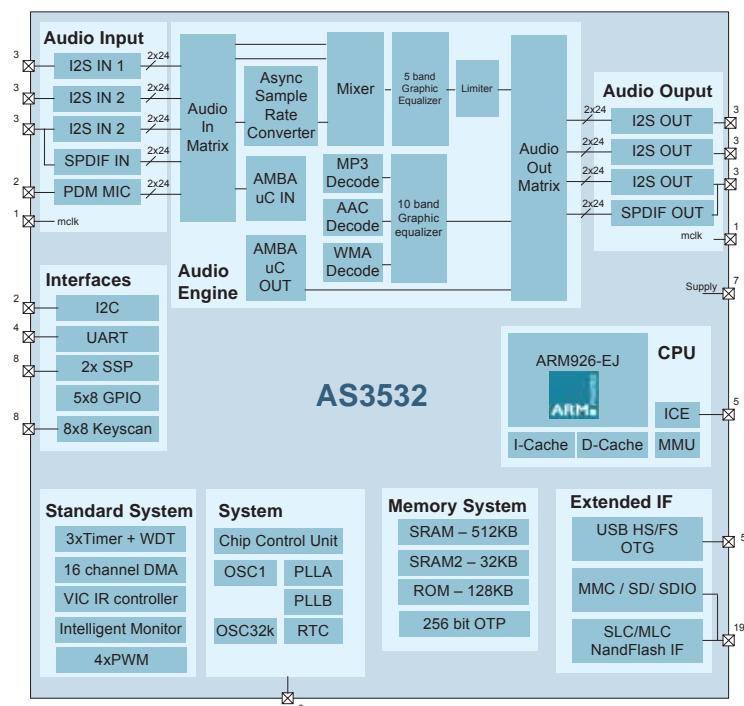 Audio Input
3
I2S IN 1
2x24
3
I2S IN 2
3
I2S IN 2
SPDIF IN
2x24
2
PDM MIC
2x24
1
mclk
Audio
In
Matrix
Async
Sample
Rate
Converter
Mixer
5 band
Graphic
Equalizer
Limiter
AMBA
uC IN
MP3
Decode
AAC
Decode
WMA
Decode
10 band
Graphic
equalizer
AMBA
uC
OUT
Audio
Engine
Audio
Out
Matrix
Audio Ouput
2x24
I2S OUT
3
2x24
I2S OUT
3
2x24
I2S OUT
3
2x24
SPDIF OUT
mclk
1
Supply
7
Interfaces
2
I2C
4
UART
8
2x SSP
5x8 GPIO
8
8x8 Keyscan
AS3532
CPU
ARM926-EJ
ARM
ICE
5
I-Cache
D-Cache
MMU
Standard System
3xTimer + WDT
16 channel DMA
VIC IR controller
Intelligent Monitor
4xPWM
System
Chip Control Unit
OSC1
PLLA
PLLB
OSC32k
RTC
Memory System
SRAM – 512KB
SRAM2 – 32KB
ROM – 128KB
256 bit OTP
Extended IF
USB HS/FS
OTG
5
MMC / SD/ SDIO
SLC/MLC
NandFlash IF
19